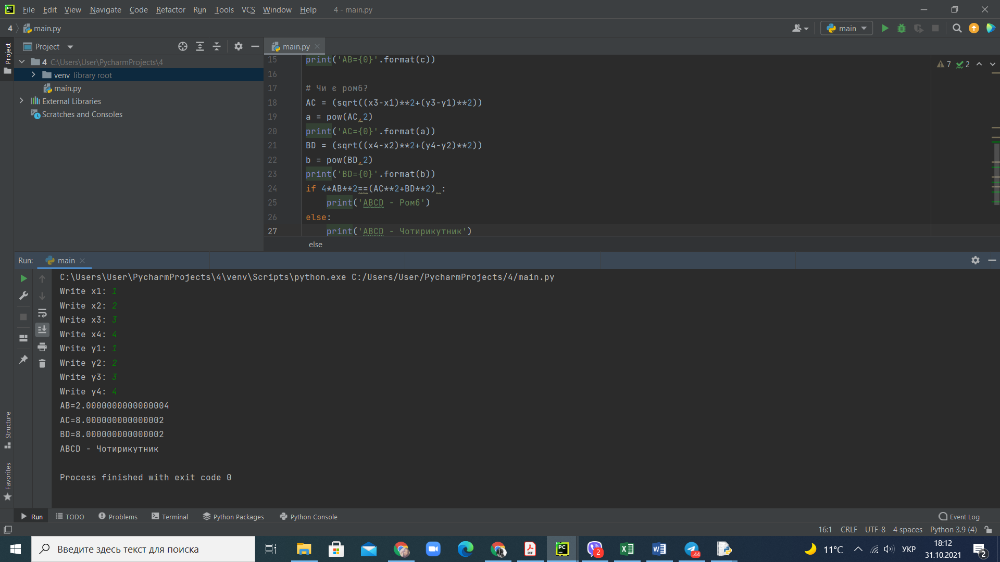 File Edit View Navigate Code Refactor Run Tools VCS Window Help 4 - main.py
4 main.py main
Project main.py
7 2
4 C:\Users\User\PycharmProjects\4
venv library root
main.py
External Libraries
Scratches and Consoles
Project
Structure
Favorites
15 print('AB={0}'.format(c))
16
17 # Чи є ромб?
18 AC = (sqrt((x3-x1)**2+(y3-y1)**2))
19 a = pow(AC,2)
20 print('AC={0}'.format(a))
21 BD = (sqrt((x4-x2)**2+(y4-y2)**2))
22 b = pow(BD,2)
23 print('BD={0}'.format(b))
24 if 4*AB**2==(AC**2+BD**2) :
25 print('ABCD - Ромб')
26 else:
27 print('ABCD - Чотирикутник')
else
Run: main
C:\Users\User\PycharmProjects\4\venv\Scripts\python.exe C:/Users/User/PycharmProjects/4/main.py
Write x1: 1
Write x2: 2
Write x3: 3
Write x4: 4
Write y1: 1
Write y2: 2
Write y3: 3
Write y4: 4
AB=2.0000000000000004
AC=8.000000000000002
BD=8.000000000000002
ABCD - Чотирикутник
Process finished with exit code 0
Run TODO Problems Terminal Python Packages Python Console Event Log
16:1 CRLF UTF-8 4 spaces Python 3.9 (4)
Введите здесь текст для поиска
PDF PC 2 44 11°C УКР 18:12
31.10.2021 2